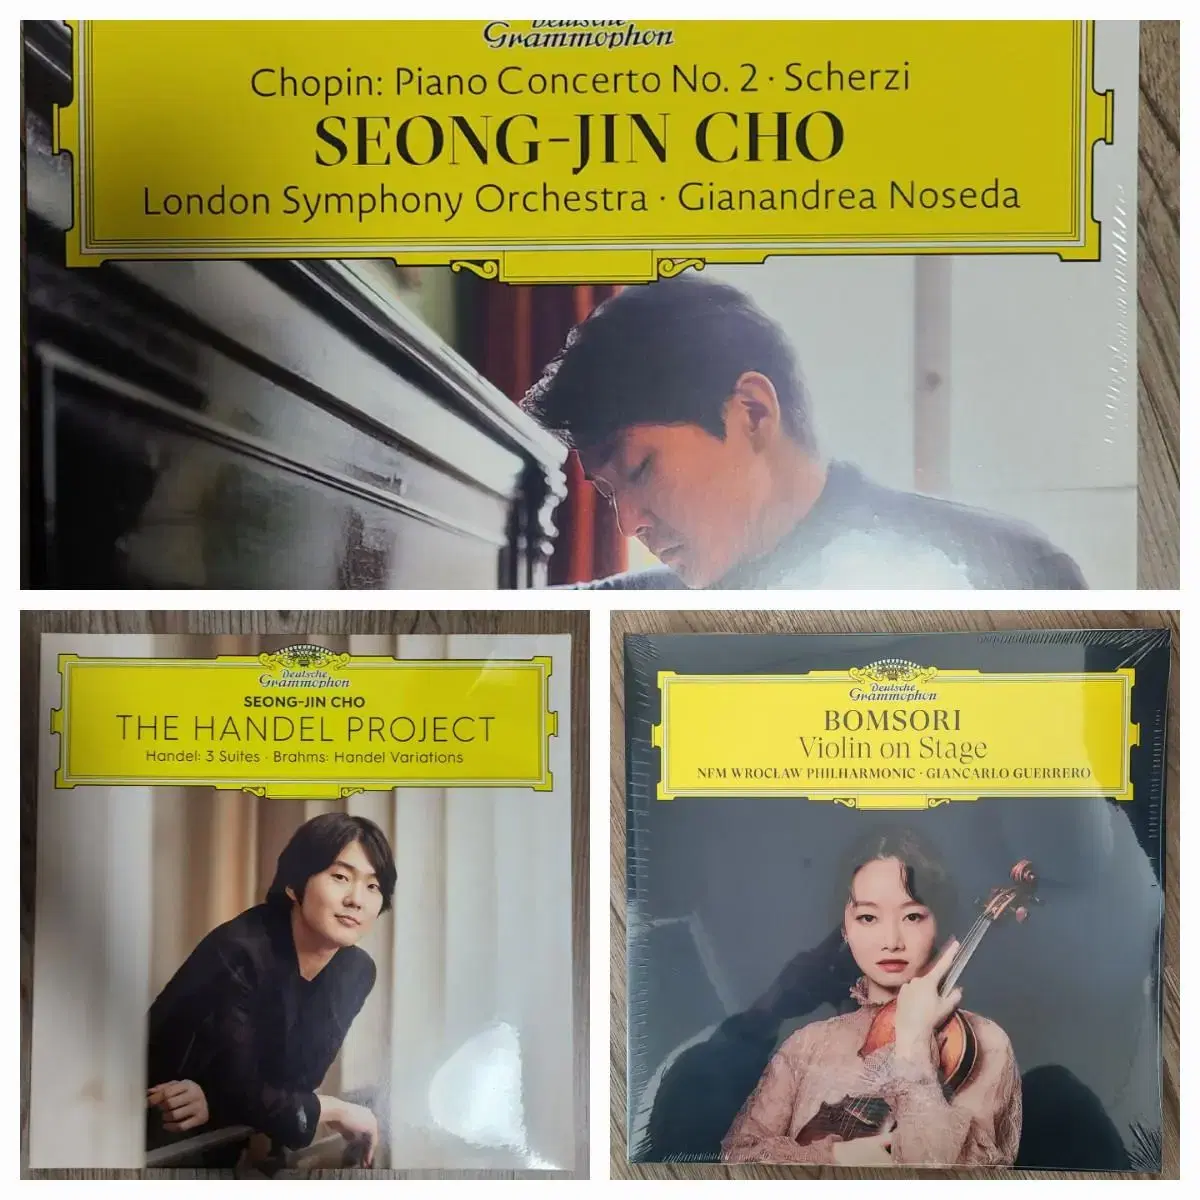 Deutsche
Grammophon
Chopin: Piano Concerto No. 2 · Scherzi
SEONG-JIN CHO
London Symphony Orchestra · Gianandrea Noseda
Deutsche
Grammophon
SEONG-JIN CHO
THE HANDEL PROJECT
Handel: 3 Suites · Brahms: Handel Variations
Deutsche
Grammophon
BOMSORI
Violin on Stage
NFM WROCŁAW PHILHARMONIC · GIANCARLO GUERRERO